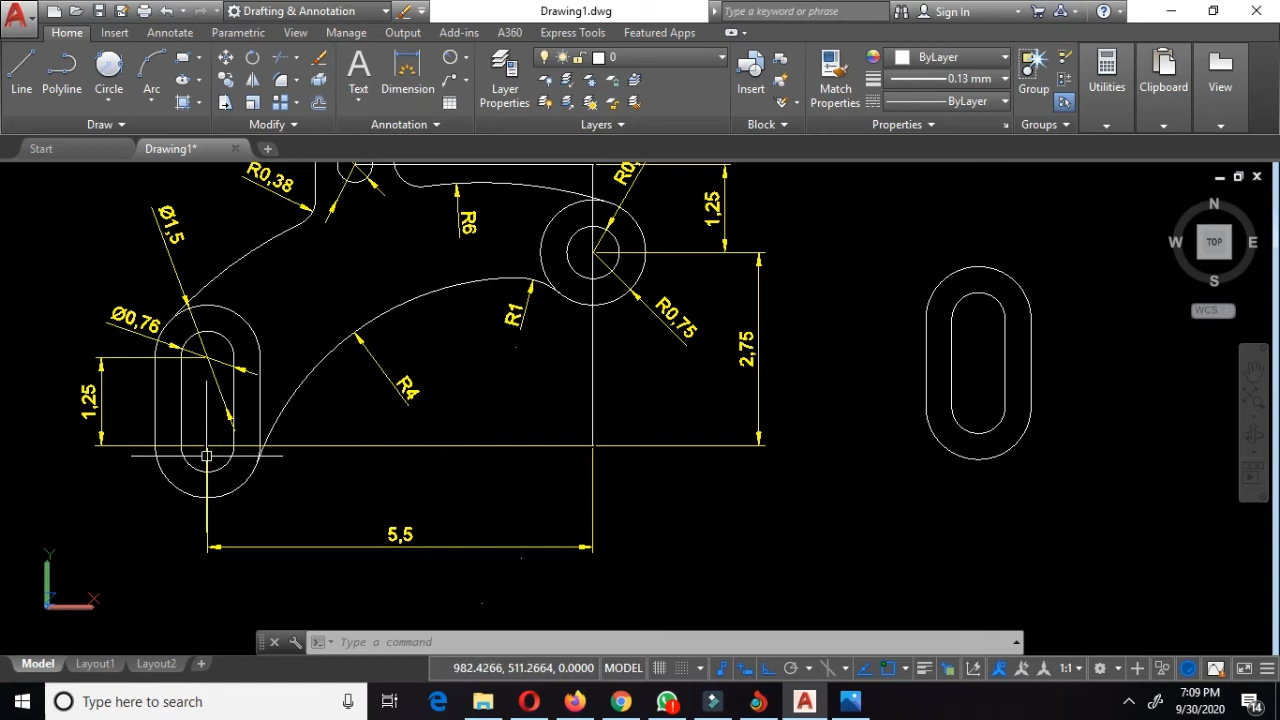 Drafting & Annotation
Drawing1.dwg
Type a keyword or phrase
Sign In
Home Insert Annotate Parametric View Manage Output Add-ins A360 Express Tools Featured Apps
Line Polyline Circle Arc
Text Dimension
Layer Properties
0
Insert
Match Properties
ByLayer
0.13 mm
ByLayer
Group
Utilities
Clipboard
View
Draw Modify Annotation Layers Block Properties Groups
Start
Drawing1*
R0,38
R0,
Ø1,5
R6
1,25
N
W TOP E
S
WCS
Ø0,76
R1
R0,75
2,75
R4
1,25
5,5
Y
X
Type a command
Model Layout1 Layout2
982.4266, 511.2664, 0.0000 MODEL
1:1
Type here to search
7:09 PM
9/30/2020
14